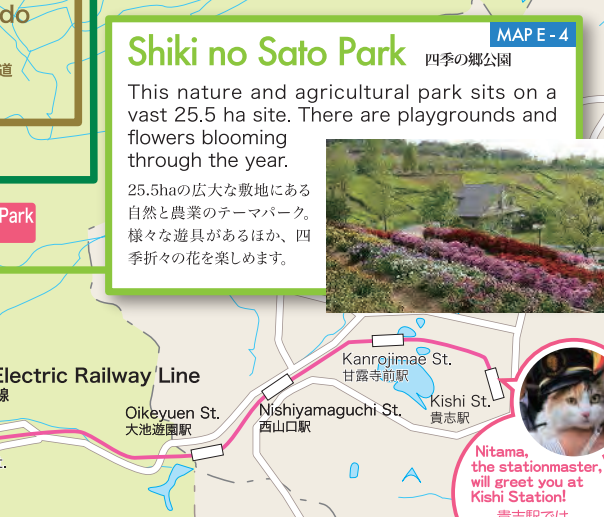 do
道
MAP E - 4
Shiki no Sato Park 四季の郷公園
This nature and agricultural park sits on a
vast 25.5 ha site. There are playgrounds and
flowers blooming
through the year.
25.5haの広大な敷地にある
自然と農業のテーマパーク。
様々な遊具があるほか、四
季折々の花を楽しめます。
Park
Kanrojimae St.
甘露寺前駅
Electric Railway Line
線
Kishi St.
貴志駅
Oikeyuen St.
大池遊園駅
Nishiyamaguchi St.
西山口駅
Nitama,
the stationmaster,
will greet you at
Kishi Station!
貴志駅では
t.